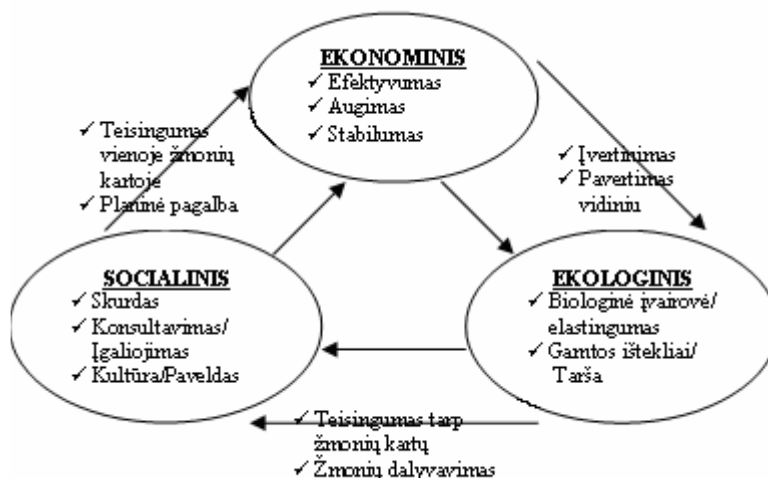 EKONOMINIS
✓ Efektyvumas
✓ Augimas
✓ Stabilumas
✓ Teisingumas
vienoje žmonių
kartoje
✓ Planinė pagalba
✓ Įvertinimas
✓ Pavertimas
vidiniu
SOCIALINIS
✓ Skurdas
✓ Konsultavimas/
Įgaliojimas
✓ Kultūra/Paveldas
EKOLOGINIS
✓ Biologinė įvairovė/
elastingumas
✓ Gamtos ištekliai/
Tarša
✓ Teisingumas tarp
žmonių kartų
✓ Žmonių dalyvavimas